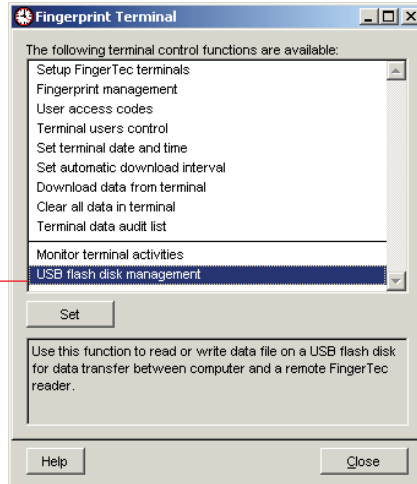 Fingerprint Terminal
The following terminal control functions are available:
Setup FingerTec terminals
Fingerprint management
User access codes
Terminal users control
Set terminal date and time
Set automatic download interval
Download data from terminal
Clear all data in terminal
Terminal data audit list
Monitor terminal activities
USB flash disk management
Set
Use this function to read or write data file on a USB flash disk
for data transfer between computer and a remote FingerTec
reader.
Help
Close